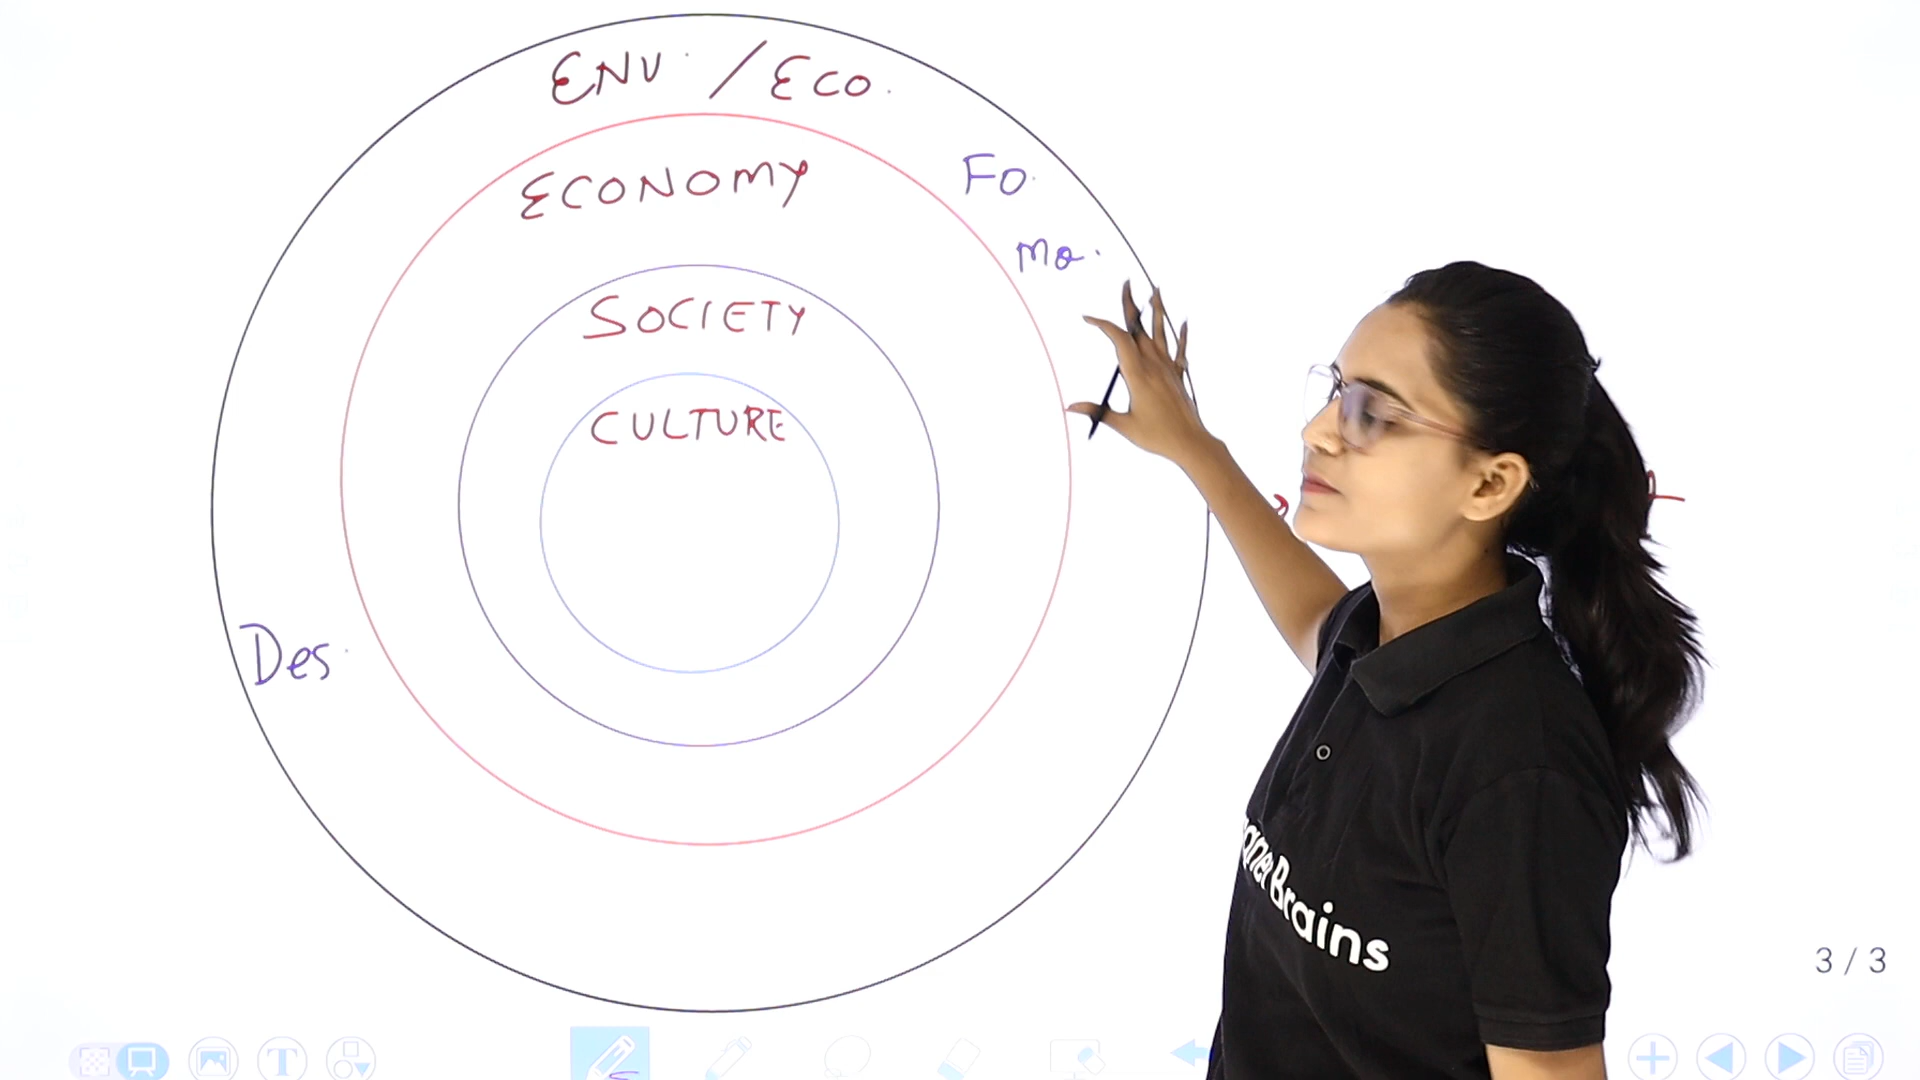 ENV. / ECO.
ECONOMY
FO.
Mo.
SOCIETY
CULTURE
Des.
Brains
3 / 3
T